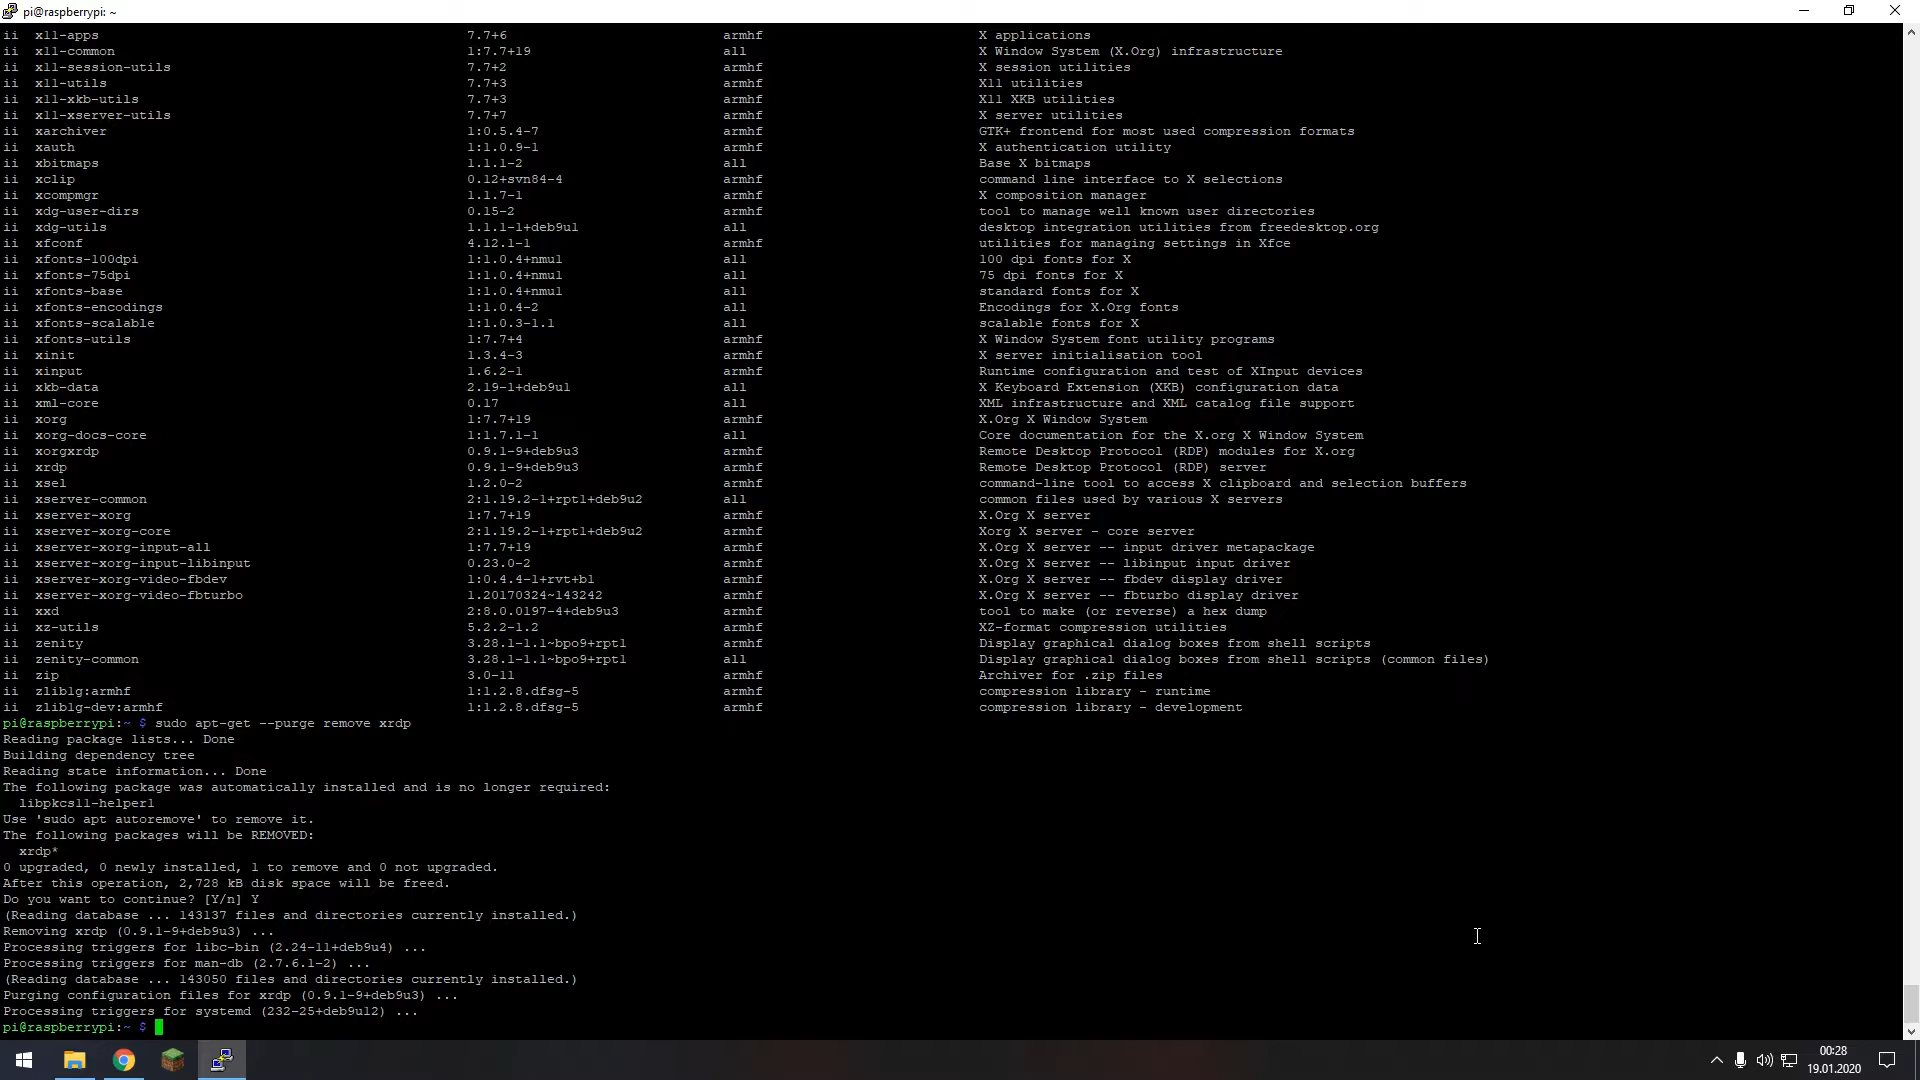 pi@raspberrypi: ~
ii x11-apps 7.7+6 armhf X applications
ii x11-common 1:7.7+19 all X Window System (X.Org) infrastructure
ii x11-session-utils 7.7+2 armhf X session utilities
ii x11-utils 7.7+3 armhf X11 utilities
ii x11-xkb-utils 7.7+3 armhf X11 XKB utilities
ii x11-xserver-utils 7.7+7 armhf X server utilities
ii xarchiver 1:0.5.4-7 armhf GTK+ frontend for most used compression formats
ii xauth 1:1.0.9-1 armhf X authentication utility
ii xbitmaps 1.1.1-2 all Base X bitmaps
ii xclip 0.12+svn84-4 armhf command line interface to X selections
ii xcompmgr 1.1.7-1 armhf X composition manager
ii xdg-user-dirs 0.15-2 armhf tool to manage well known user directories
ii xdg-utils 1.1.1-1+deb9u1 all desktop integration utilities from freedesktop.org
ii xfconf 4.12.1-1 armhf utilities for managing settings in Xfce
ii xfonts-100dpi 1:1.0.4+nmu1 all 100 dpi fonts for X
ii xfonts-75dpi 1:1.0.4+nmu1 all 75 dpi fonts for X
ii xfonts-base 1:1.0.4+nmu1 all standard fonts for X
ii xfonts-encodings 1:1.0.4-2 all Encodings for X.Org fonts
ii xfonts-scalable 1:1.0.3-1.1 all scalable fonts for X
ii xfonts-utils 1:7.7+4 armhf X Window System font utility programs
ii xinit 1.3.4-3 armhf X server initialisation tool
ii xinput 1.6.2-1 armhf Runtime configuration and test of XInput devices
ii xkb-data 2.19-1+deb9u1 all X Keyboard Extension (XKB) configuration data
ii xml-core 0.17 all XML infrastructure and XML catalog file support
ii xorg 1:7.7+19 armhf X.Org X Window System
ii xorg-docs-core 1:1.7.1-1 all Core documentation for the X.org X Window System
ii xorgxrdp 0.9.1-9+deb9u3 armhf Remote Desktop Protocol (RDP) modules for X.org
ii xrdp 0.9.1-9+deb9u3 armhf Remote Desktop Protocol (RDP) server
ii xsel 1.2.0-2 armhf command-line tool to access X clipboard and selection buffers
ii xserver-common 2:1.19.2-1+rpt1+deb9u2 all common files used by various X servers
ii xserver-xorg 1:7.7+19 armhf X.Org X server
ii xserver-xorg-core 2:1.19.2-1+rpt1+deb9u2 armhf Xorg X server - core server
ii xserver-xorg-input-all 1:7.7+19 armhf X.Org X server -- input driver metapackage
ii xserver-xorg-input-libinput 0.23.0-2 armhf X.Org X server -- libinput input driver
ii xserver-xorg-video-fbdev 1:0.4.4-1+rvt+b1 armhf X.Org X server -- fbdev display driver
ii xserver-xorg-video-fbturbo 1.20170324~143242 armhf X.Org X server -- fbturbo display driver
ii xxd 2:8.0.0197-4+deb9u3 armhf tool to make (or reverse) a hex dump
ii xz-utils 5.2.2-1.2 armhf XZ-format compression utilities
ii zenity 3.28.1-1.1~bpo9+rpt1 armhf Display graphical dialog boxes from shell scripts
ii zenity-common 3.28.1-1.1~bpo9+rpt1 all Display graphical dialog boxes from shell scripts (common files)
ii zip 3.0-11 armhf Archiver for .zip files
ii zlib1g:armhf 1:1.2.8.dfsg-5 armhf compression library - runtime
ii zlib1g-dev:armhf 1:1.2.8.dfsg-5 armhf compression library - development
pi@raspberrypi:~ $ sudo apt-get --purge remove xrdp
Reading package lists... Done
Building dependency tree
Reading state information... Done
The following package was automatically installed and is no longer required:
libpkcs11-helper1
Use 'sudo apt autoremove' to remove it.
The following packages will be REMOVED:
xrdp*
0 upgraded, 0 newly installed, 1 to remove and 0 not upgraded.
After this operation, 2,728 kB disk space will be freed.
Do you want to continue? [Y/n] Y
(Reading database ... 143137 files and directories currently installed.)
Removing xrdp (0.9.1-9+deb9u3) ...
Processing triggers for libc-bin (2.24-11+deb9u4) ...
Processing triggers for man-db (2.7.6.1-2) ...
(Reading database ... 143050 files and directories currently installed.)
Purging configuration files for xrdp (0.9.1-9+deb9u3) ...
Processing triggers for systemd (232-25+deb9u12) ...
pi@raspberrypi:~ $
00:28
19.01.2020